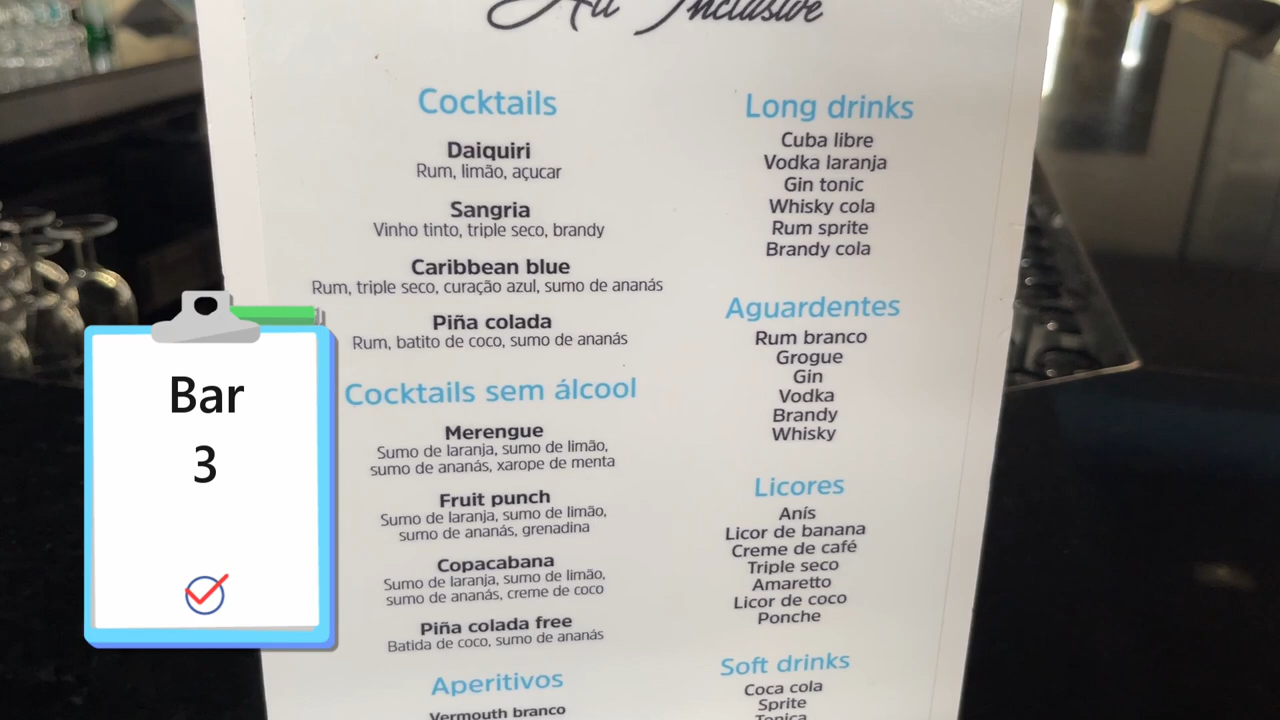 All Inclusive
Cocktails
Daiquiri
Rum, limão, açucar
Sangria
Vinho tinto, triple seco, brandy
Caribbean blue
Rum, triple seco, curação azul, sumo de ananás
Piña colada
Rum, batito de coco, sumo de ananás
Cocktails sem álcool
Merengue
Sumo de laranja, sumo de limão,
sumo de ananás, xarope de menta
Fruit punch
Sumo de laranja, sumo de limão,
sumo de ananás, grenadina
Copacabana
Sumo de laranja, sumo de limão,
sumo de ananás, creme de coco
Piña colada free
Batida de coco, sumo de ananás
Aperitivos
Vermouth branco
Long drinks
Cuba libre
Vodka laranja
Gin tonic
Whisky cola
Rum sprite
Brandy cola
Aguardentes
Rum branco
Grogue
Gin
Vodka
Brandy
Whisky
Licores
Anís
Licor de banana
Creme de café
Triple seco
Amaretto
Licor de coco
Ponche
Soft drinks
Coca cola
Sprite
Tonica
Bar
3